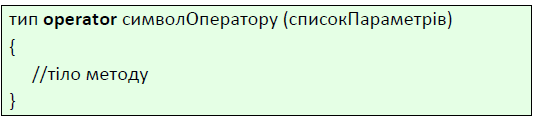 тип operator символОператору (списокПараметрів)
{
//тіло методу
}